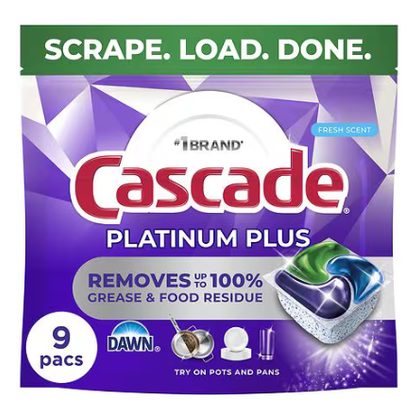 SCRAPE. LOAD. DONE.
FRESH SCENT
#1 BRAND*
Cascade®
PLATINUM PLUS
REMOVES UP TO 100%
GREASE & FOOD RESIDUE
9
pacs
DAWN®
TRY ON POTS AND PANS